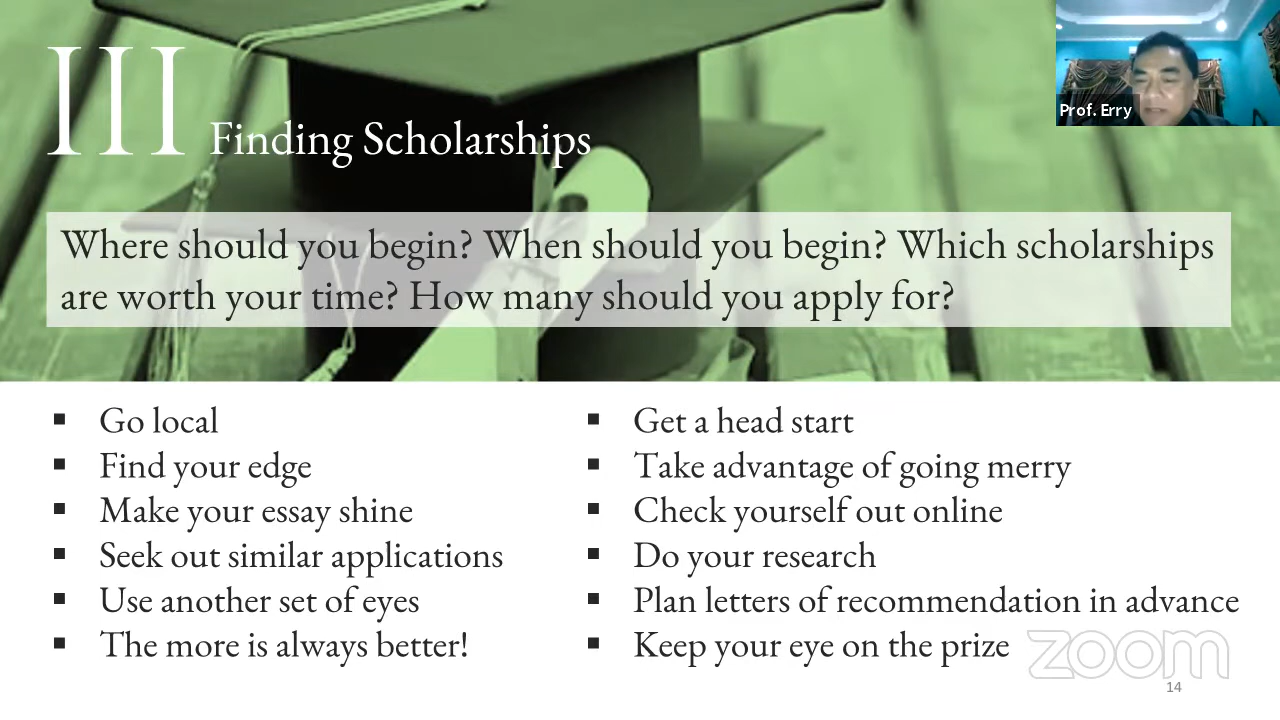 III Finding Scholarships
Prof. Erry
Where should you begin? When should you begin? Which scholarships
are worth your time? How many should you apply for?
▪ Go local
▪ Find your edge
▪ Make your essay shine
▪ Seek out similar applications
▪ Use another set of eyes
▪ The more is always better!
▪ Get a head start
▪ Take advantage of going merry
▪ Check yourself out online
▪ Do your research
▪ Plan letters of recommendation in advance
▪ Keep your eye on the prize
zoom
14